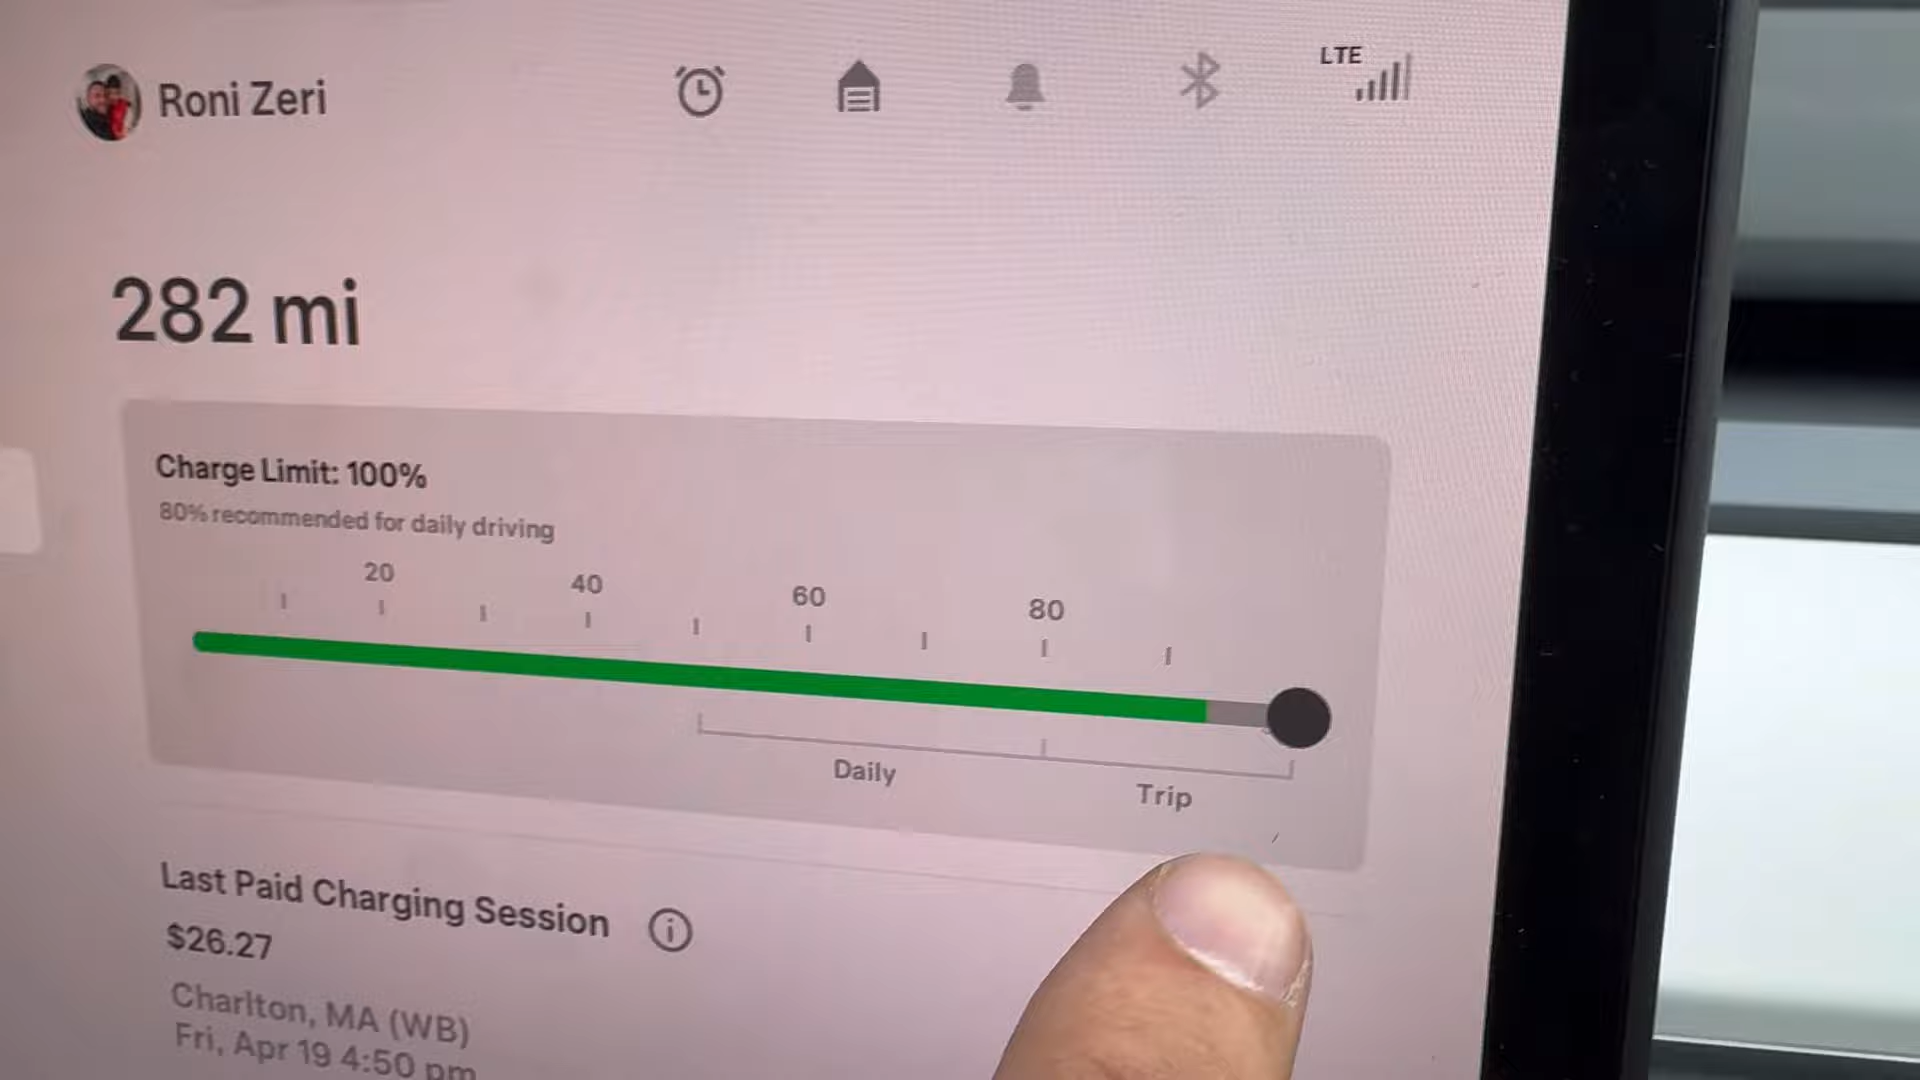 Roni Zeri
LTE
282 mi
Charge Limit: 100%
80% recommended for daily driving
20 40 60 80
Daily
Trip
Last Paid Charging Session
$26.27
Charlton, MA (WB)
Fri, Apr 19 4:50 pm